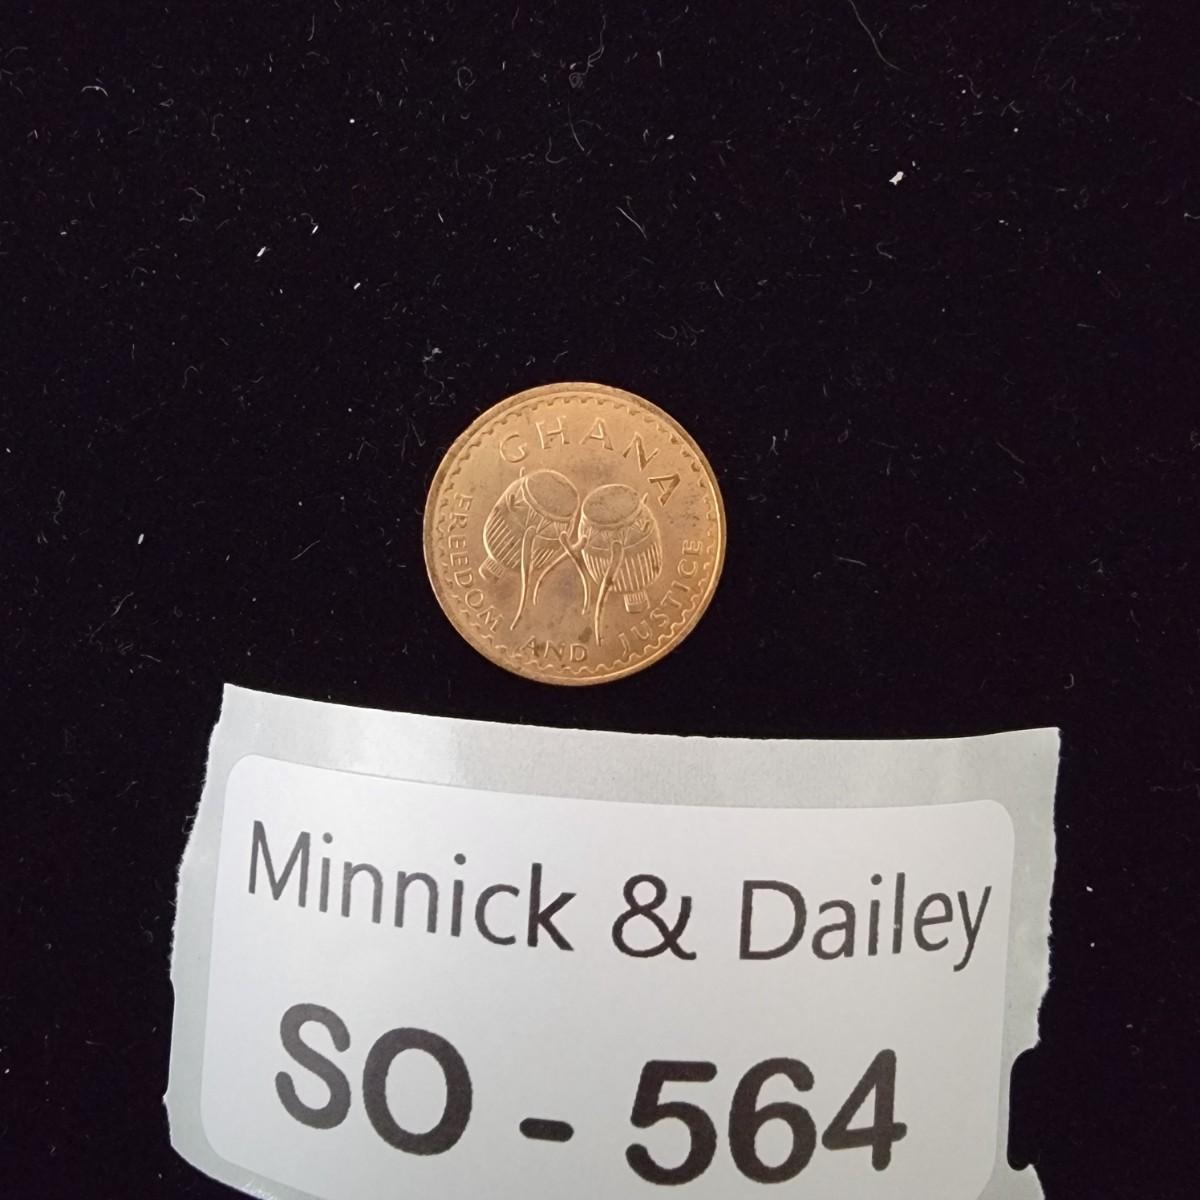 GHANA
FREEDOM AND JUSTICE
Minnick & Dailey
SO - 564